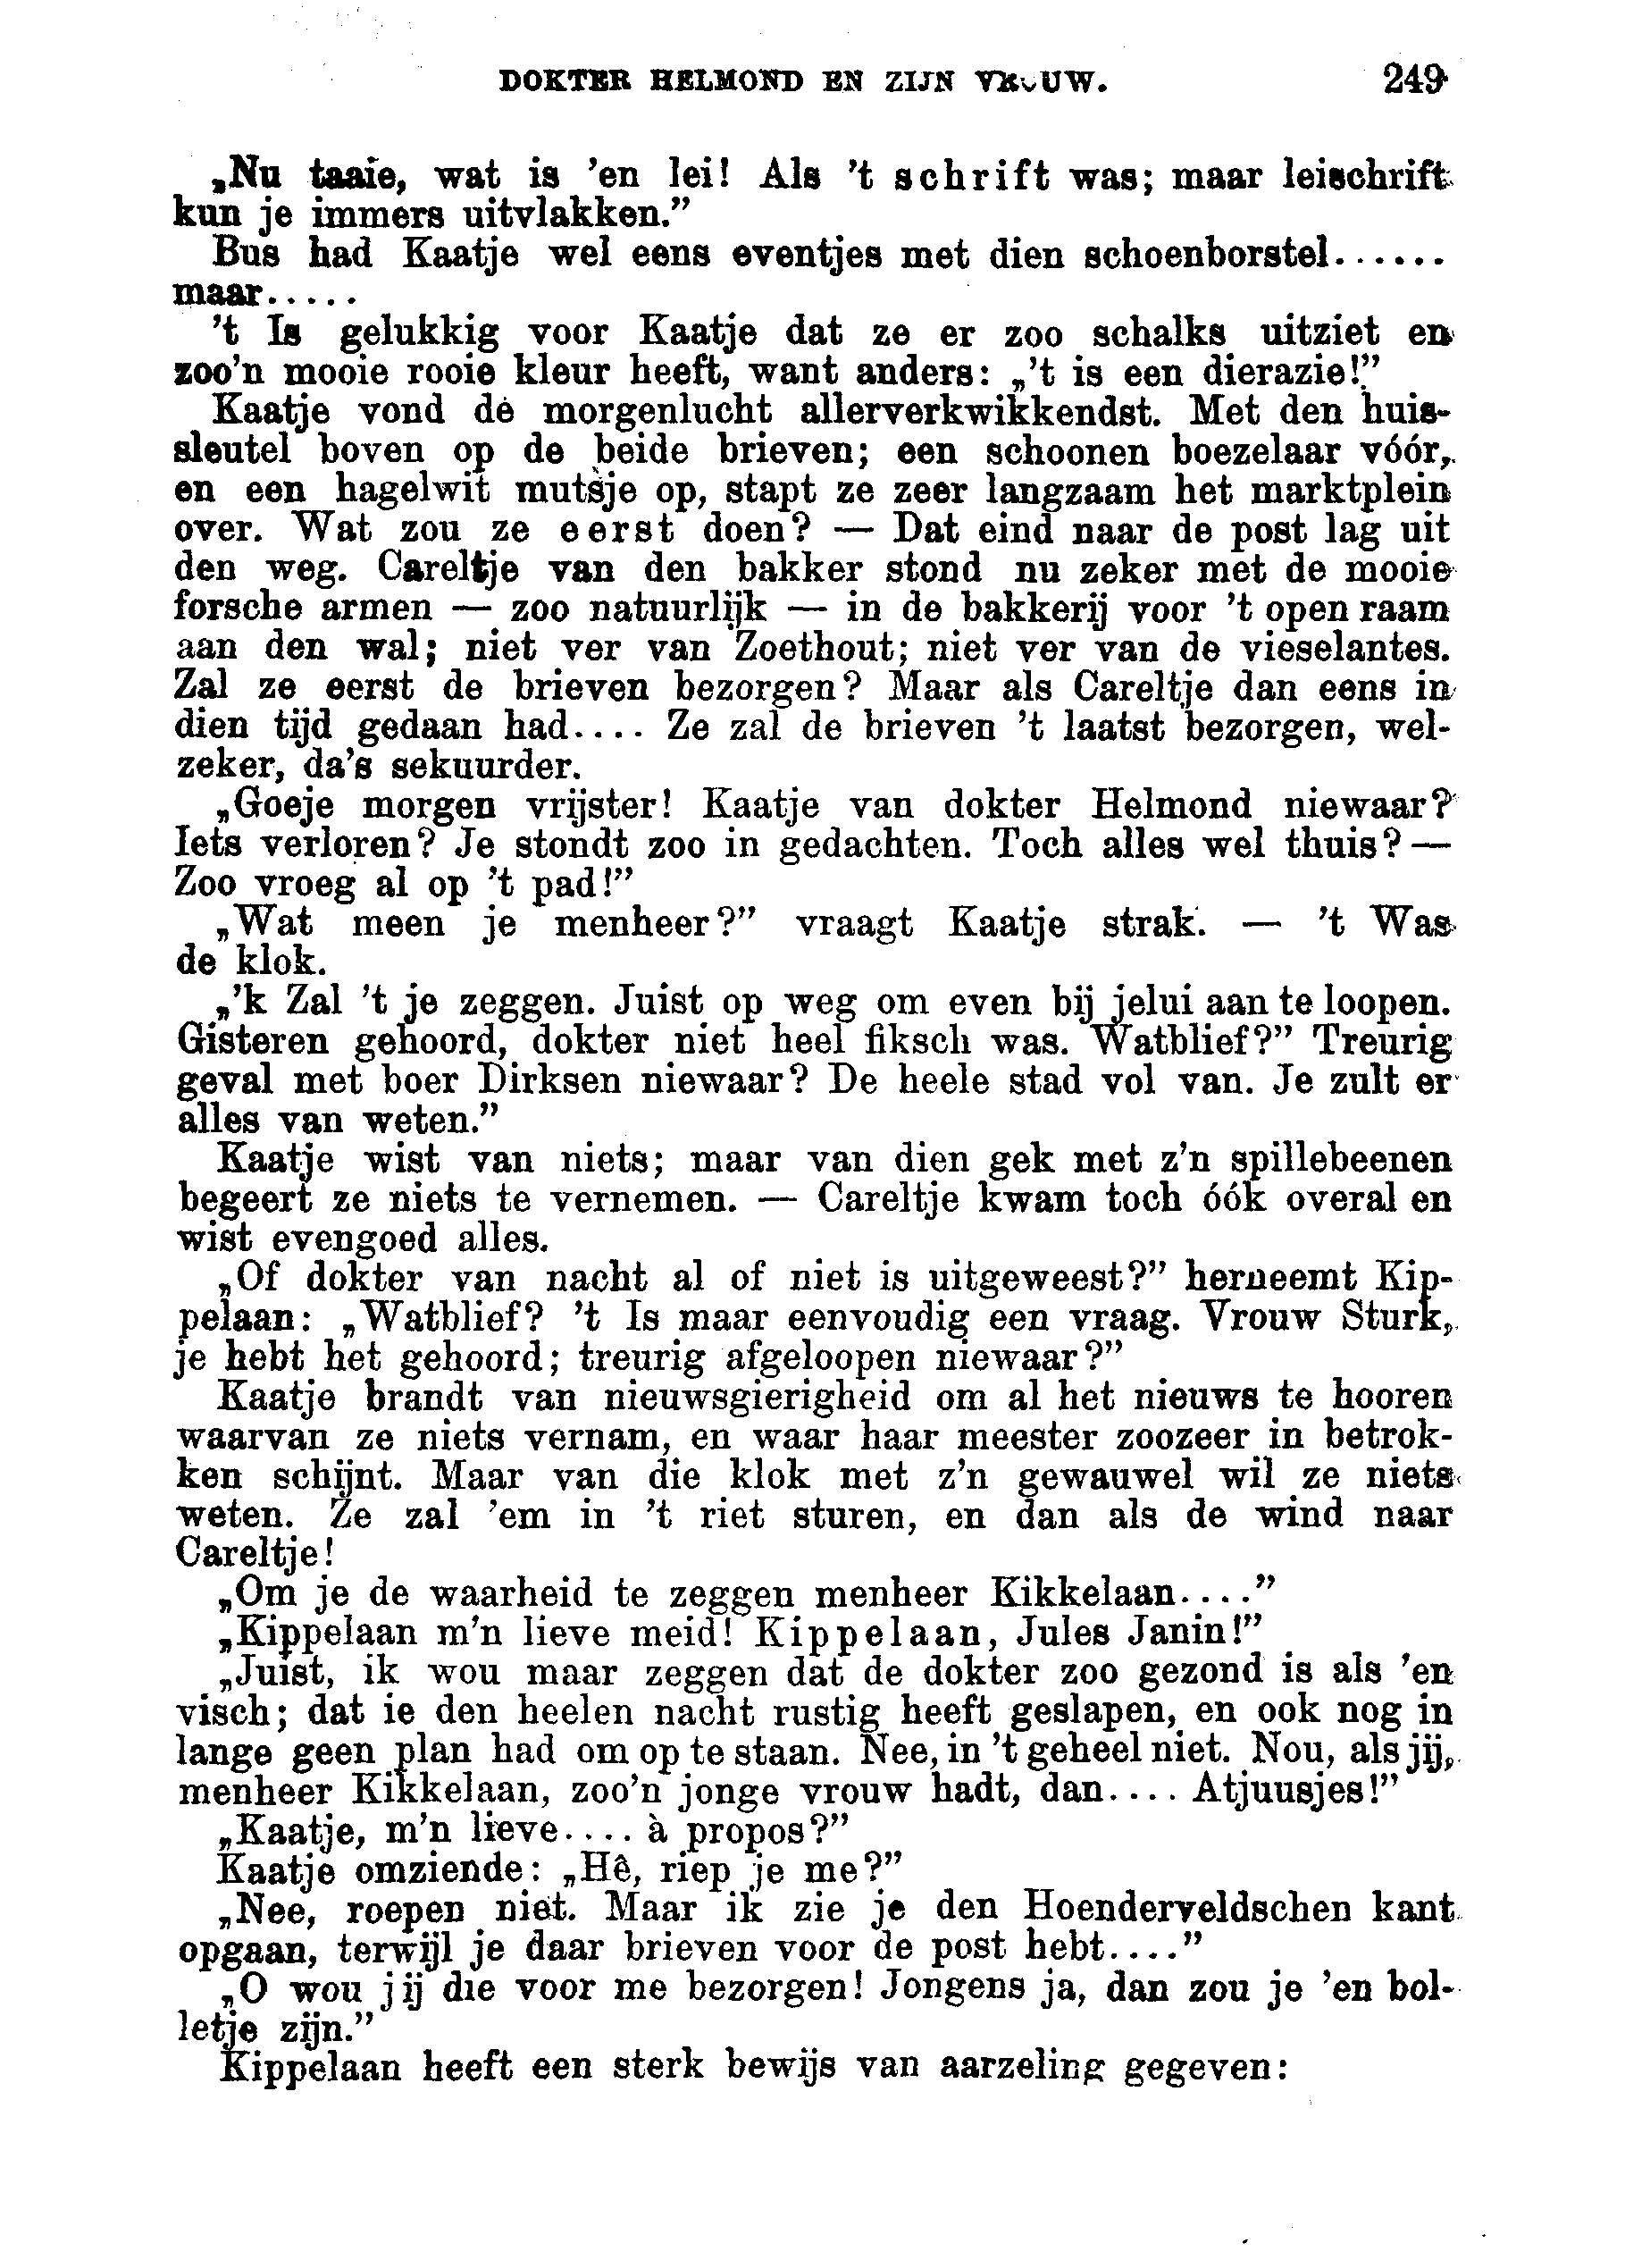 DOKTER HELMOND EN ZIJN VROUW. 249
„Nu taaie, wat is ’en lei! Als ’t schrift was; maar leischrift
kun je immers uitvlakken.”
Bus had Kaatje wel eens eventjes met dien schoenborstel......
maar.....
’t Is gelukkig voor Kaatje dat ze er zoo schalks uitziet en
zoo’n mooie rooie kleur heeft, want anders: „’t is een dierazie!”
Kaatje vond de morgenlucht allerverkwikkendst. Met den huis-
sleutel boven op de beide brieven; een schoonen boezelaar vóór,
en een hagelwit mutsje op, stapt ze zeer langzaam het marktplein
over. Wat zou ze eerst doen? — Dat eind naar de post lag uit
den weg. Careltje van den bakker stond nu zeker met de mooie
forsche armen — zoo natuurlijk — in de bakkerij voor ’t open raam
aan den wal; niet ver van Zoethout; niet ver van de vieselantes.
Zal ze eerst de brieven bezorgen? Maar als Careltje dan eens in
dien tijd gedaan had.... Ze zal de brieven ’t laatst bezorgen, wel-
zeker, da’s sekuurder.
„Goeje morgen vrijster! Kaatje van dokter Helmond niewaar?
Iets verloren? Je stondt zoo in gedachten. Toch alles wel thuis? —
Zoo vroeg al op ’t pad!”
„Wat meen je menheer?” vraagt Kaatje strak. — ’t Was
de klok.
„’k Zal ’t je zeggen. Juist op weg om even bij jelui aan te loopen.
Gisteren gehoord, dokter niet heel fiksch was. Watblief?” Treurig
geval met boer Dirksen niewaar? De heele stad vol van. Je zult er
alles van weten.”
Kaatje wist van niets; maar van dien gek met z’n spillebeenen
begeert ze niets te vernemen. — Careltje kwam toch óók overal en
wist evengoed alles.
„Of dokter van nacht al of niet is uitgeweest?” herneemt Kip-
pelaan: „Watblief? ’t Is maar eenvoudig een vraag. Vrouw Sturk,
je hebt het gehoord; treurig afgeloopen niewaar?”
Kaatje brandt van nieuwsgierigheid om al het nieuws te hooren
waarvan ze niets vernam, en waar haar meester zoozeer in betrok-
ken schijnt. Maar van die klok met z’n gewauwel wil ze niets
weten. Ze zal ’em in ’t riet sturen, en dan als de wind naar
Careltje!
„Om je de waarheid te zeggen menheer Kikkelaan....”
„Kippelaan m’n lieve meid! Kippelaan, Jules Janin!”
„Juist, ik wou maar zeggen dat de dokter zoo gezond is als ’en
visch; dat ie den heelen nacht rustig heeft geslapen, en ook nog in
lange geen plan had om op te staan. Nee, in ’t geheel niet. Nou, als jij,
menheer Kikkelaan, zoo’n jonge vrouw hadt, dan.... Atjuusjes!”
„Kaatje, m’n lieve.... à propos?”
Kaatje omziende: „Hê, riep je me?”
„Nee, roepen niet. Maar ik zie je den Hoenderveldschen kant
opgaan, terwijl je daar brieven voor de post hebt....”
„O wou jij die voor me bezorgen! Jongens ja, dan zou je ’en bol-
letje zijn.”
Kippelaan heeft een sterk bewijs van aarzeling gegeven: